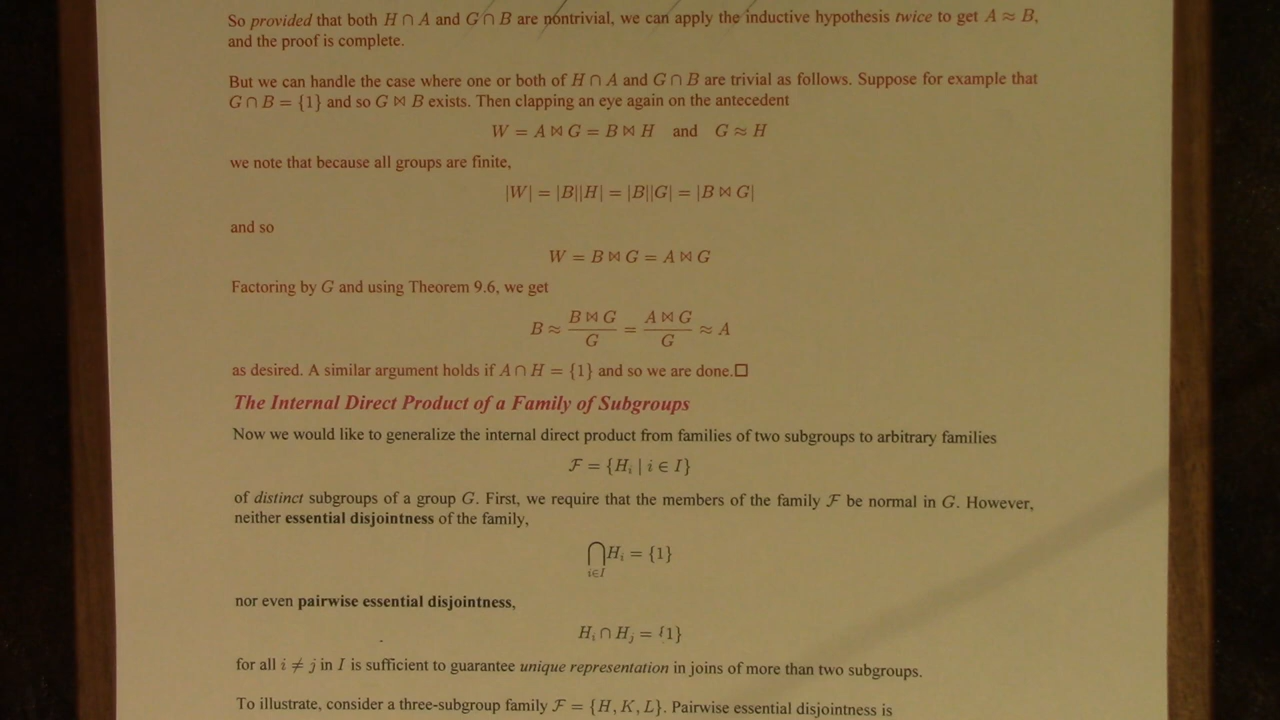 So provided that both H ∩ A and G ∩ B are nontrivial, we can apply the inductive hypothesis twice to get A ≈ B,
and the proof is complete.
But we can handle the case where one or both of H ∩ A and G ∩ B are trivial as follows. Suppose for example that
G ∩ B = {1} and so G ⋈ B exists. Then clapping an eye again on the antecedent
W = A ⋈ G = B ⋈ H and G ≈ H
we note that because all groups are finite,
|W| = |B||H| = |B||G| = |B ⋈ G|
and so
W = B ⋈ G = A ⋈ G
Factoring by G and using Theorem 9.6, we get
B ≈ (B ⋈ G)/G = (A ⋈ G)/G ≈ A
as desired. A similar argument holds if A ∩ H = {1} and so we are done.□
The Internal Direct Product of a Family of Subgroups
Now we would like to generalize the internal direct product from families of two subgroups to arbitrary families
ℱ = {H_i | i ∈ I}
of distinct subgroups of a group G. First, we require that the members of the family ℱ be normal in G. However,
neither essential disjointness of the family,
⋂_{i∈I} H_i = {1}
nor even pairwise essential disjointness,
H_i ∩ H_j = {1}
for all i ≠ j in I is sufficient to guarantee unique representation in joins of more than two subgroups.
To illustrate, consider a three-subgroup family ℱ = {H, K, L}. Pairwise essential disjointness is